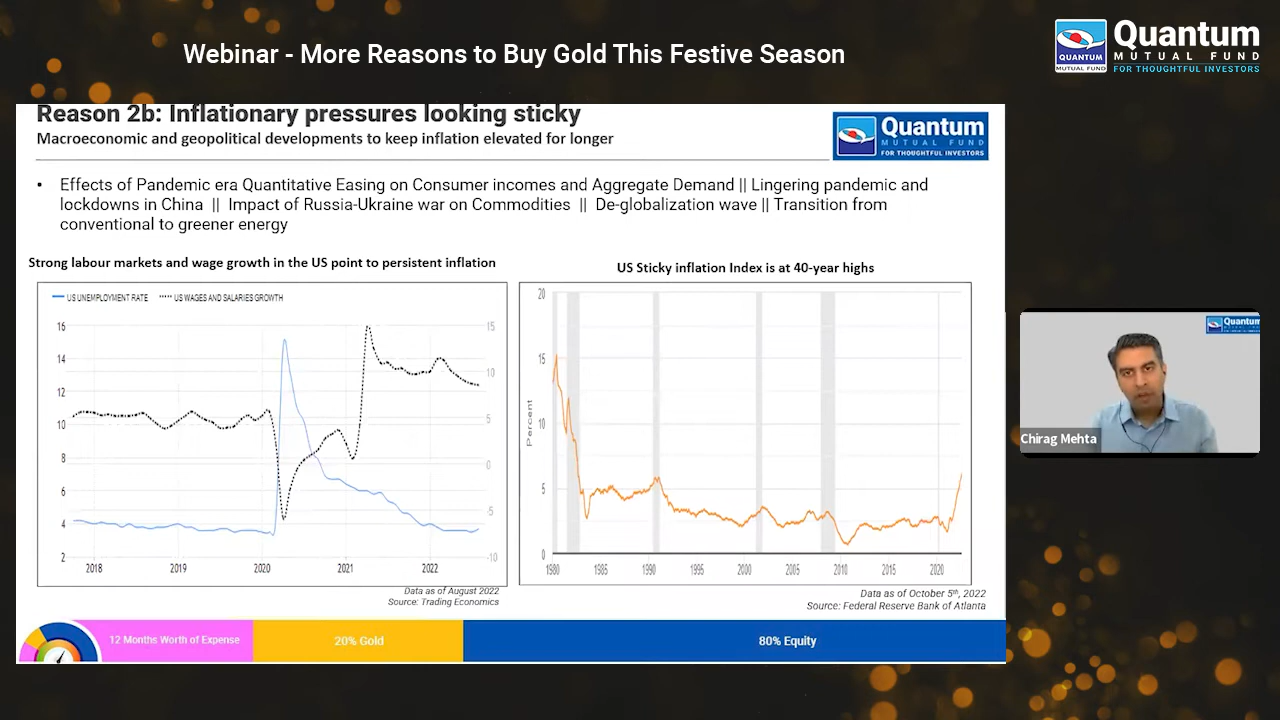 Webinar - More Reasons to Buy Gold This Festive Season
Quantum
MUTUAL FUND
FOR THOUGHTFUL INVESTORS
QUANTUM
MUTUAL FUND
Reason 2b: Inflationary pressures looking sticky
Macroeconomic and geopolitical developments to keep inflation elevated for longer
Quantum
MUTUAL FUND
FOR THOUGHTFUL INVESTORS
• Effects of Pandemic era Quantitative Easing on Consumer incomes and Aggregate Demand || Lingering pandemic and
lockdowns in China || Impact of Russia-Ukraine war on Commodities || De-globalization wave || Transition from
conventional to greener energy
Strong labour markets and wage growth in the US point to persistent inflation
US UNEMPLOYMENT RATE US WAGES AND SALARIES GROWTH
16 15
14
10
12
10 5
8 0
6
-5
4
2 -10
2018 2019 2020 2021 2022
Data as of August 2022
Source: Trading Economics
US Sticky inflation Index is at 40-year highs
20
15
10
5
0
Percent
1980 1985 1990 1995 2000 2005 2010 2015 2020
Data as of October 5th, 2022
Source: Federal Reserve Bank of Atlanta
Quantum
Chirag Mehta
12 Months Worth of Expense
20% Gold
80% Equity